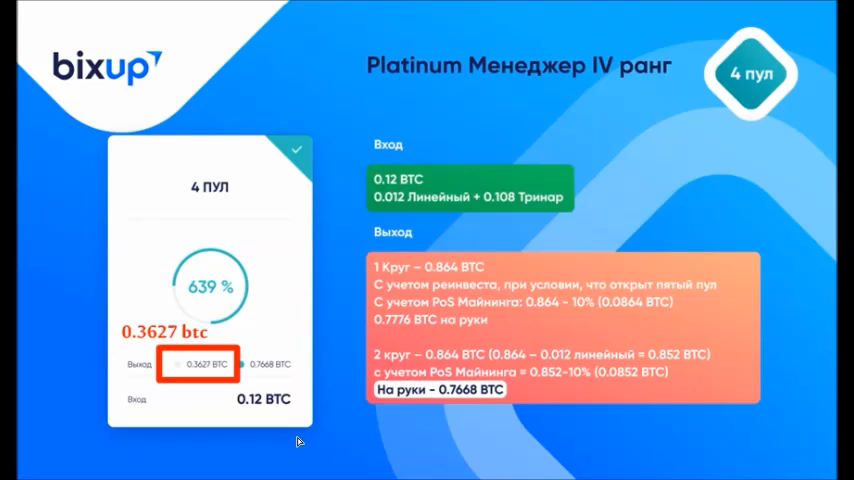 bixup
Platinum Менеджер IV ранг
4 пул
4 ПУЛ
639 %
0.3627 btc
Выход 0.3627 BTC 0.7668 BTC
Вход 0.12 BTC
Вход
0.12 BTC
0.012 Линейный + 0.108 Тринар
Выход
1 Круг – 0.864 BTC
С учетом реинвеста, при условии, что открыт пятый пул
С учетом PoS Майнинга: 0.864 - 10% (0.0864 BTC)
0.7776 BTC на руки
2 круг – 0.864 BTC (0.864 – 0.012 линейный = 0.852 BTC)
с учетом PoS Майнинга = 0.852-10% (0.0852 BTC)
На руки - 0.7668 BTC